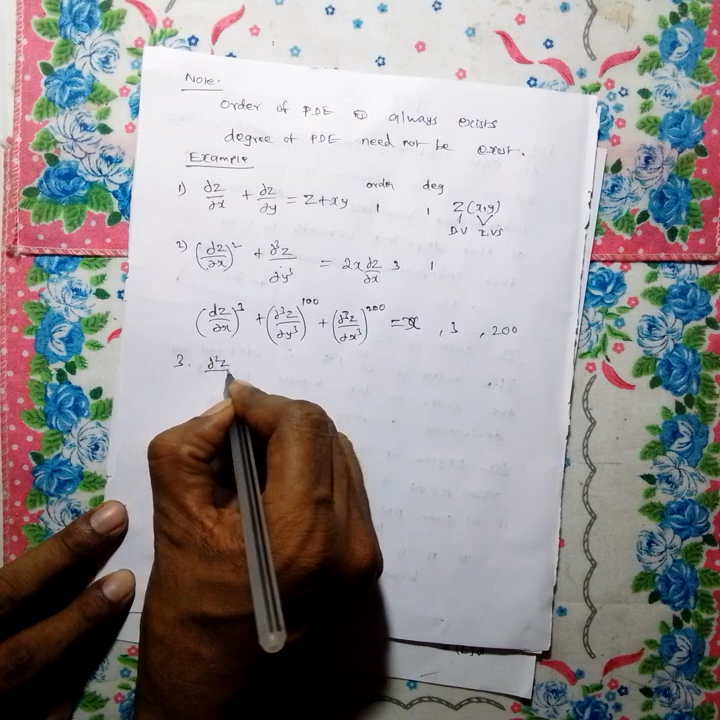 Note:
Order of PDE is always exists
degree of PDE need not be exist.
Example
order deg
1) ∂z/∂x + ∂z/∂y = z + xy 1 1 Z(x,y)
D.V I.VS
2) (∂z/∂x)² + ∂³z/∂y³ = 2x ∂z/∂x 3 1
(∂z/∂x)³ + (∂³z/∂y³)¹⁰⁰ + (∂³z/∂x³)²⁰⁰ = x , 3 , 200
3. ∂²z